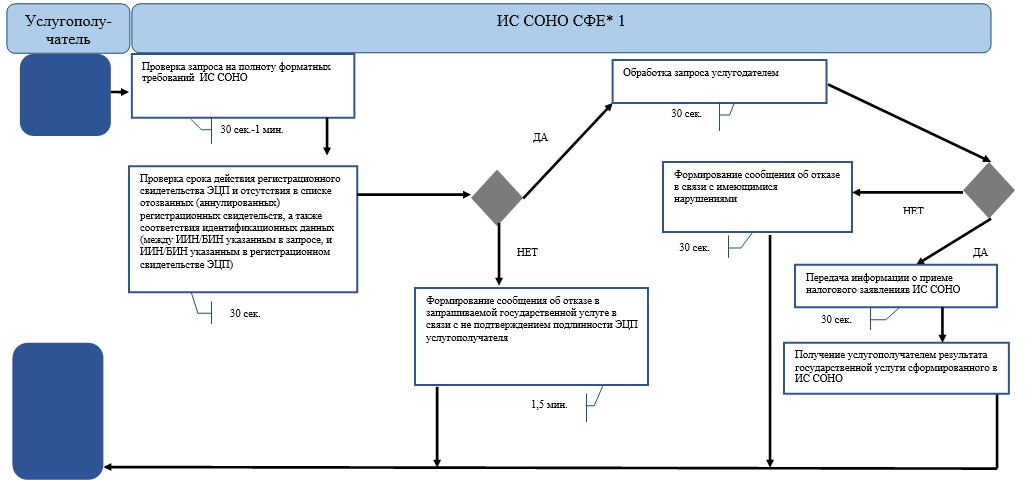 Услугополу-
чатель
ИС СОНО СФЕ* 1
Проверка запроса на полноту форматных
требований ИС СОНО
30 сек.-1 мин.
Проверка срока действия регистрационного
свидетельства ЭЦП и отсутствия в списке
отозванных (аннулированных)
регистрационных свидетельств, а также
соответствия идентификационных данных
(между ИИН/БИН указанным в запросе, и
ИИН/БИН указанным в регистрационном
свидетельстве ЭЦП)
30 сек.
ДА
НЕТ
Формирование сообщения об отказе в
запрашиваемой государственной услуге в
связи с не подтверждением подлинности ЭЦП
услугополучателя
1,5 мин.
Обработка запроса услугодателем
30 сек.
Формирование сообщения об отказе
в связи с имеющимися
нарушениями
30 сек.
НЕТ
ДА
Передача информации о приеме
налогового заявленияв ИС СОНО
30 сек.
Получение услугополучателем результата
государственной услуги сформированного в
ИС СОНО